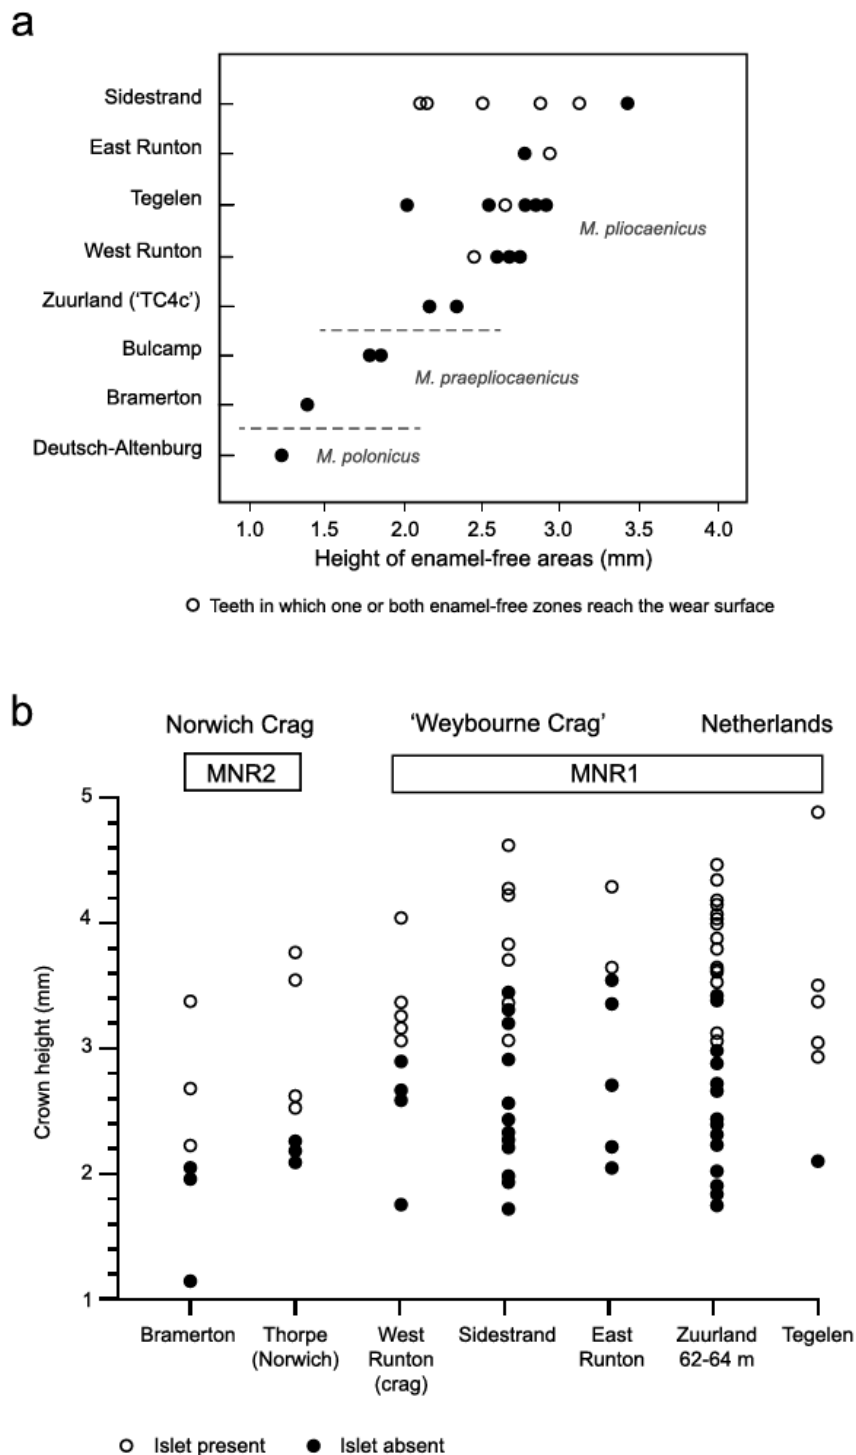 a
Sidestrand
East Runton
Tegelen
M. pliocaenicus
West Runton
Zuurland ('TC4c')
Bulcamp
M. praepliocaenicus
Bramerton
Deutsch-Altenburg
M. polonicus
1.0 1.5 2.0 2.5 3.0 3.5 4.0
Height of enamel-free areas (mm)
Teeth in which one or both enamel-free zones reach the wear surface
b
Norwich Crag 'Weybourne Crag' Netherlands
MNR2 MNR1
5
4
3
2
1
Crown height (mm)
Bramerton Thorpe West Sidestrand East Zuurland Tegelen
(Norwich) Runton Runton 62-64 m
(crag)
Islet present Islet absent